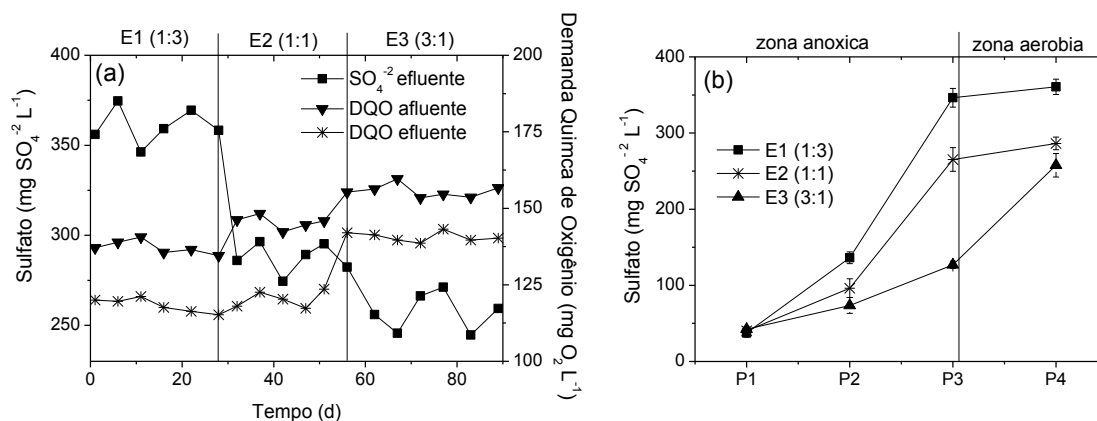 E1 (1:3) E2 (1:1) E3 (3:1)
(a)
SO₄⁻² efluente
DQO afluente
DQO efluente
400
350
300
250
Sulfato (mg SO₄⁻² L⁻¹)
200
175
150
125
100
Demanda Quimca de Oxigênio (mg O₂ L⁻¹)
0 20 40 60 80
Tempo (d)
zona anoxica zona aerobia
(b)
E1 (1:3)
E2 (1:1)
E3 (3:1)
400
300
200
100
0
Sulfato (mg SO₄⁻² L⁻¹)
P1 P2 P3 P4